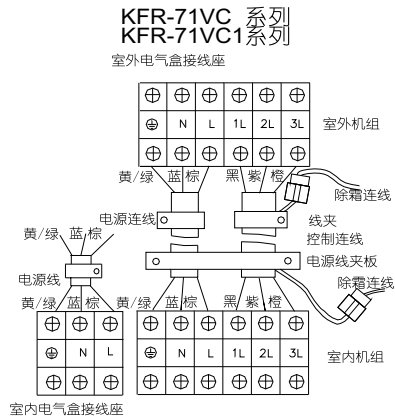 KFR-71VC 系列
KFR-71VC1系列
室外电气盒接线座
N L 1L 2L 3L
室外机组
黄/绿 蓝 棕 黑 紫 橙
除霜连线
电源连线
线夹
控制连线
黄/绿 蓝 棕
电源线夹板
电源线
除霜连线
黄/绿 蓝 棕 黄/绿 蓝 棕 黑 紫 橙
N L N L 1L 2L 3L
室内机组
室内电气盒接线座